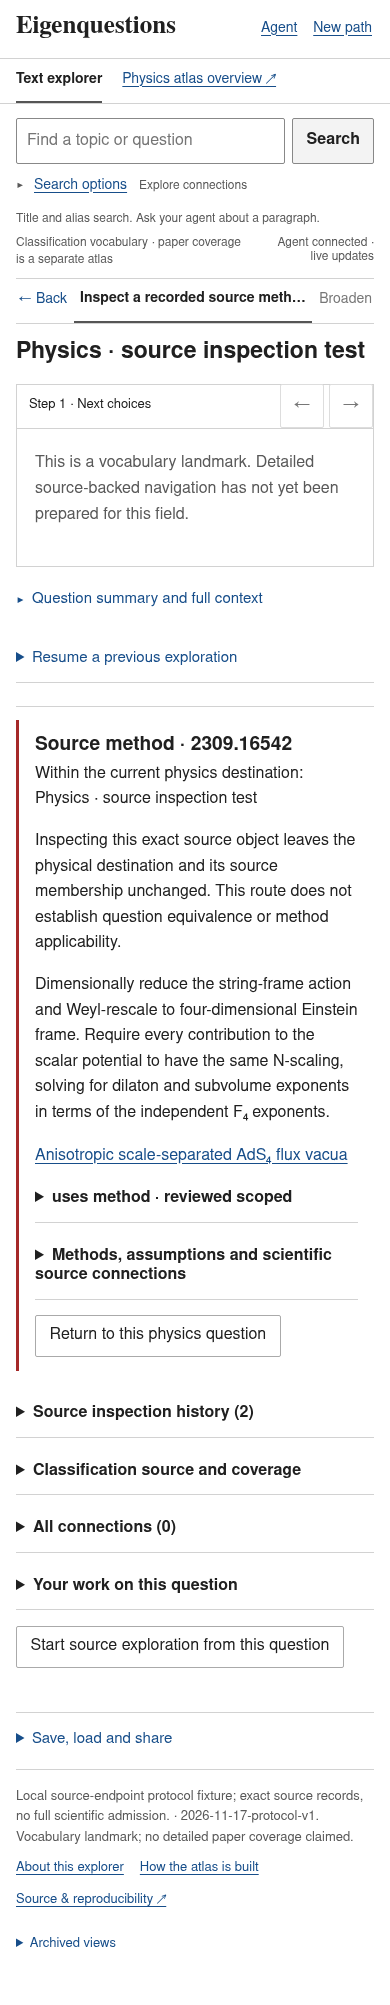 Eigenquestions
Agent New path
Text explorer Physics atlas overview ↗
Find a topic or question Search
▸ Search options Explore connections
Title and alias search. Ask your agent about a paragraph.
Classification vocabulary · paper coverage is a separate atlas
Agent connected · live updates
← Back Inspect a recorded source meth… Broaden
Physics · source inspection test
Step 1 · Next choices ← →
This is a vocabulary landmark. Detailed
source-backed navigation has not yet been
prepared for this field.
▸ Question summary and full context
▶ Resume a previous exploration
Source method · 2309.16542
Within the current physics destination:
Physics · source inspection test
Inspecting this exact source object leaves the
physical destination and its source
membership unchanged. This route does not
establish question equivalence or method
applicability.
Dimensionally reduce the string-frame action
and Weyl-rescale to four-dimensional Einstein
frame. Require every contribution to the
scalar potential to have the same N-scaling,
solving for dilaton and subvolume exponents
in terms of the independent F₄ exponents.
Anisotropic scale-separated AdS₄ flux vacua
▶ uses method · reviewed scoped
▶ Methods, assumptions and scientific
source connections
Return to this physics question
▶ Source inspection history (2)
▶ Classification source and coverage
▶ All connections (0)
▶ Your work on this question
Start source exploration from this question
▶ Save, load and share
Local source-endpoint protocol fixture; exact source records,
no full scientific admission. · 2026-11-17-protocol-v1.
Vocabulary landmark; no detailed paper coverage claimed.
About this explorer How the atlas is built
Source & reproducibility ↗
▶ Archived views